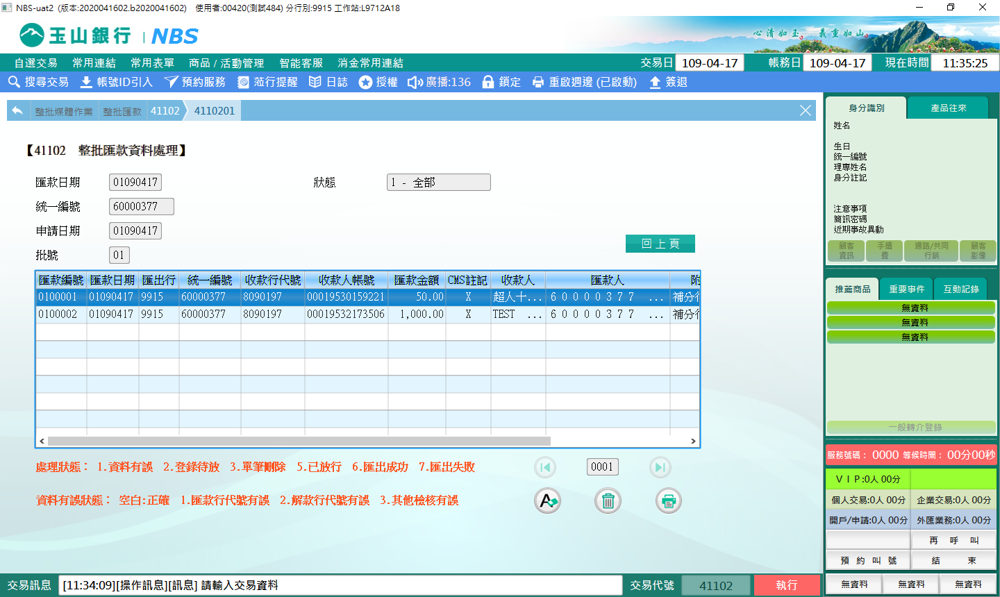 NBS-uat2 (版本:2020041602.b2020041602) 使用者:00420(測試484) 分行別:9915 工作站:L9712A18
玉山銀行 | NBS
心清如玉。義重如山。
自選交易 常用連結 常用表單 商品 / 活動管理 智能客服 消金常用連結 交易日 109-04-17 帳務日 109-04-17 現在時間 11:35:25
搜尋交易 帳號ID引入 預約服務 蒞行提醒 日誌 授權 廣播:136 鎖定 重啟週邊 (已啟動) 簽退
整批媒體作業 整批匯款 41102 4110201
【41102 整批匯款資料處理】
匯款日期 01090417 狀態 1 - 全部
統一編號 60000377
申請日期 01090417
回上頁
批號 01
匯款編號 匯款日期 匯出行 統一編號 收款行代號 收款人帳號 匯款金額 CMS註記 收款人 匯款人
0100001 01090417 9915 60000377 8090197 00019530159221 50.00 X 超人十... 6 0 0 0 0 3 7 7 ... 補分行
0100002 01090417 9915 60000377 8090197 00019532173506 1,000.00 X TEST ... 6 0 0 0 0 3 7 7 ... 補分行
處理狀態： 1.資料有誤 2.登錄待放 3.單筆刪除 5.已放行 6.匯出成功 7.匯出失敗
0001
資料有誤狀態： 空白:正確 1.匯款行代號有誤 2.解款行代號有誤 3.其他檢核有誤
交易訊息 [11:34:09][操作訊息][訊息] 請輸入交易資料 交易代號 41102 執行
身分識別 產品往來
姓名
生日
統一編號
理專姓名
身分註記
注意事項
簡訊密碼
近期事故異動
顧客資訊 手續費 通路/共同行銷 顧客影像
推薦商品 重要事件 互動記錄
無資料
無資料
無資料
一般轉介登錄
服務號碼： 0000 等候時間： 00分00秒
ＶＩＰ:0人 00分
個人交易:0人 00分 企業交易:0人 00分
開戶/申請:0人 00分 外匯業務:0人 00分
再 呼 叫
預 約 叫 號 結 束
無資料 無資料 無資料